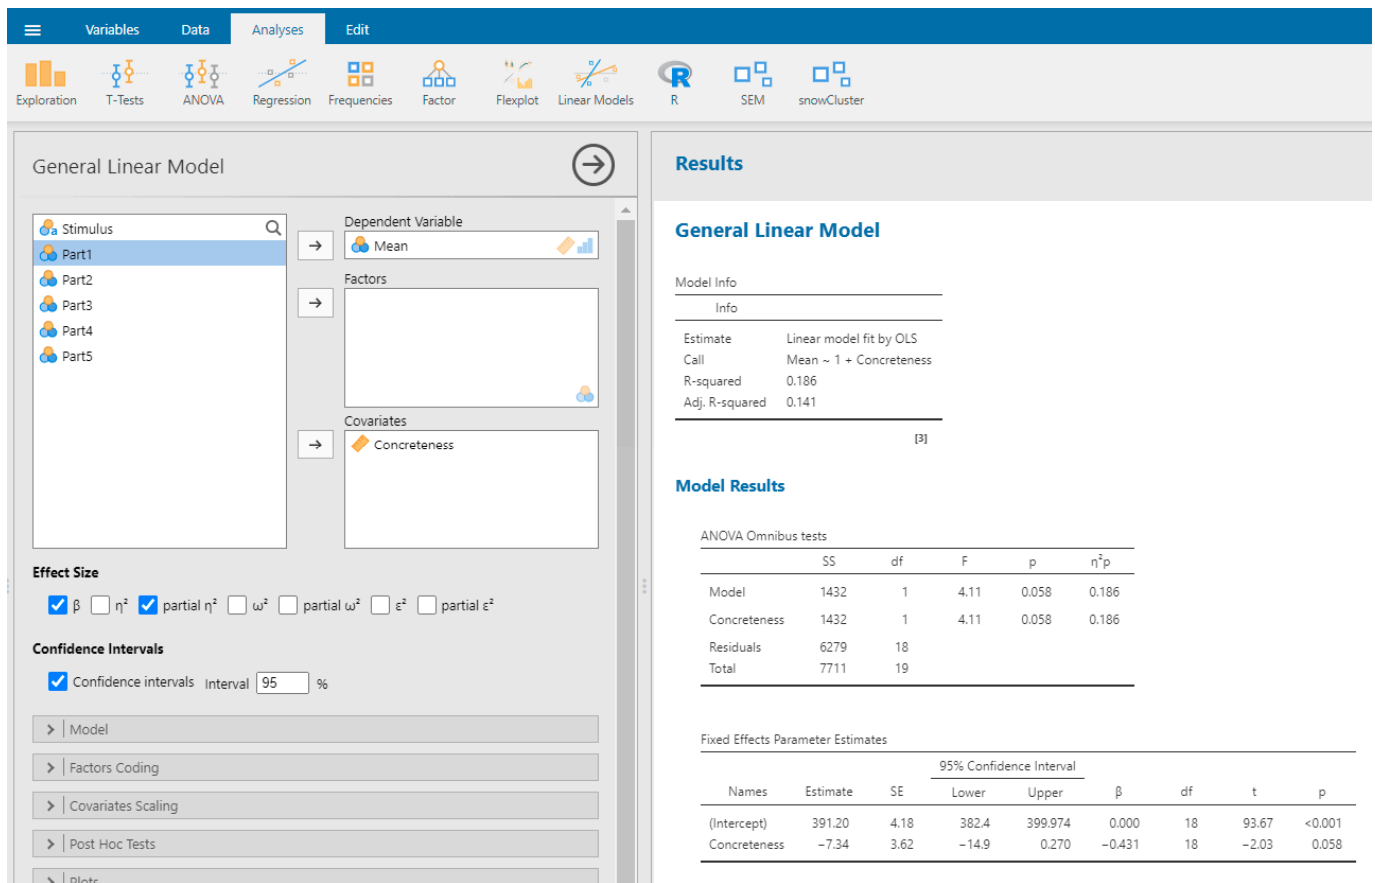 Variables Data Analyses Edit
Exploration T-Tests ANOVA Regression Frequencies Factor Flexplot Linear Models R SEM snowCluster
General Linear Model
Stimulus
Part1
Part2
Part3
Part4
Part5
Dependent Variable
Mean
Factors
Covariates
Concreteness
Effect Size
β η² partial η² ω² partial ω² ε² partial ε²
Confidence Intervals
Confidence intervals Interval 95 %
Model
Factors Coding
Covariates Scaling
Post Hoc Tests
Plots
Results
General Linear Model
Model Info
Info
Estimate Linear model fit by OLS
Call Mean ~ 1 + Concreteness
R-squared 0.186
Adj. R-squared 0.141
[3]
Model Results
ANOVA Omnibus tests
SS df F p η²p
Model 1432 1 4.11 0.058 0.186
Concreteness 1432 1 4.11 0.058 0.186
Residuals 6279 18
Total 7711 19
Fixed Effects Parameter Estimates
95% Confidence Interval
Names Estimate SE Lower Upper β df t p
(Intercept) 391.20 4.18 382.4 399.974 0.000 18 93.67 <0.001
Concreteness −7.34 3.62 −14.9 0.270 −0.431 18 −2.03 0.058